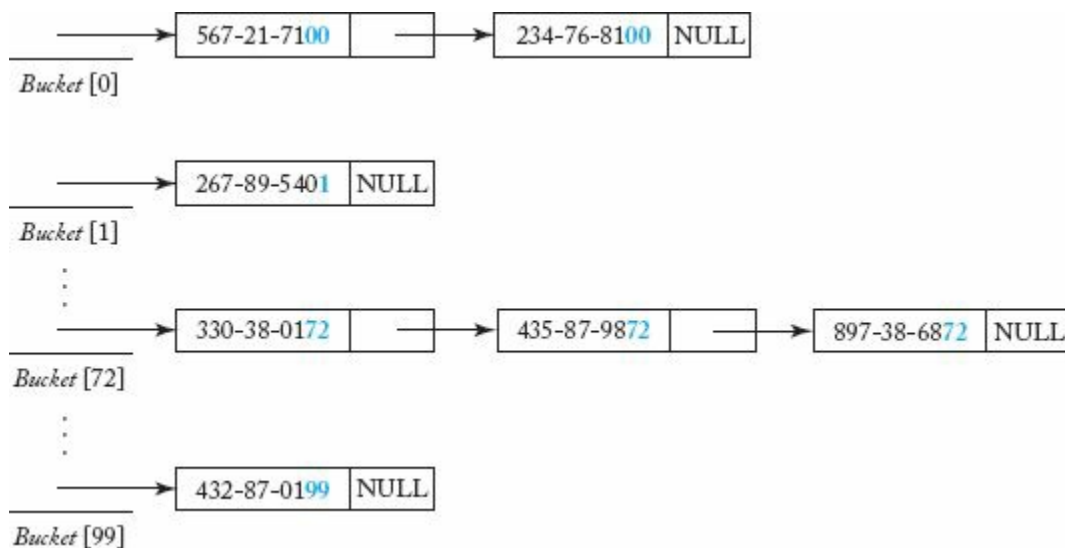 567-21-7100 234-76-8100 NULL
Bucket [0]
267-89-5401 NULL
Bucket [1]
330-38-0172 435-87-9872 897-38-6872 NULL
Bucket [72]
432-87-0199 NULL
Bucket [99]